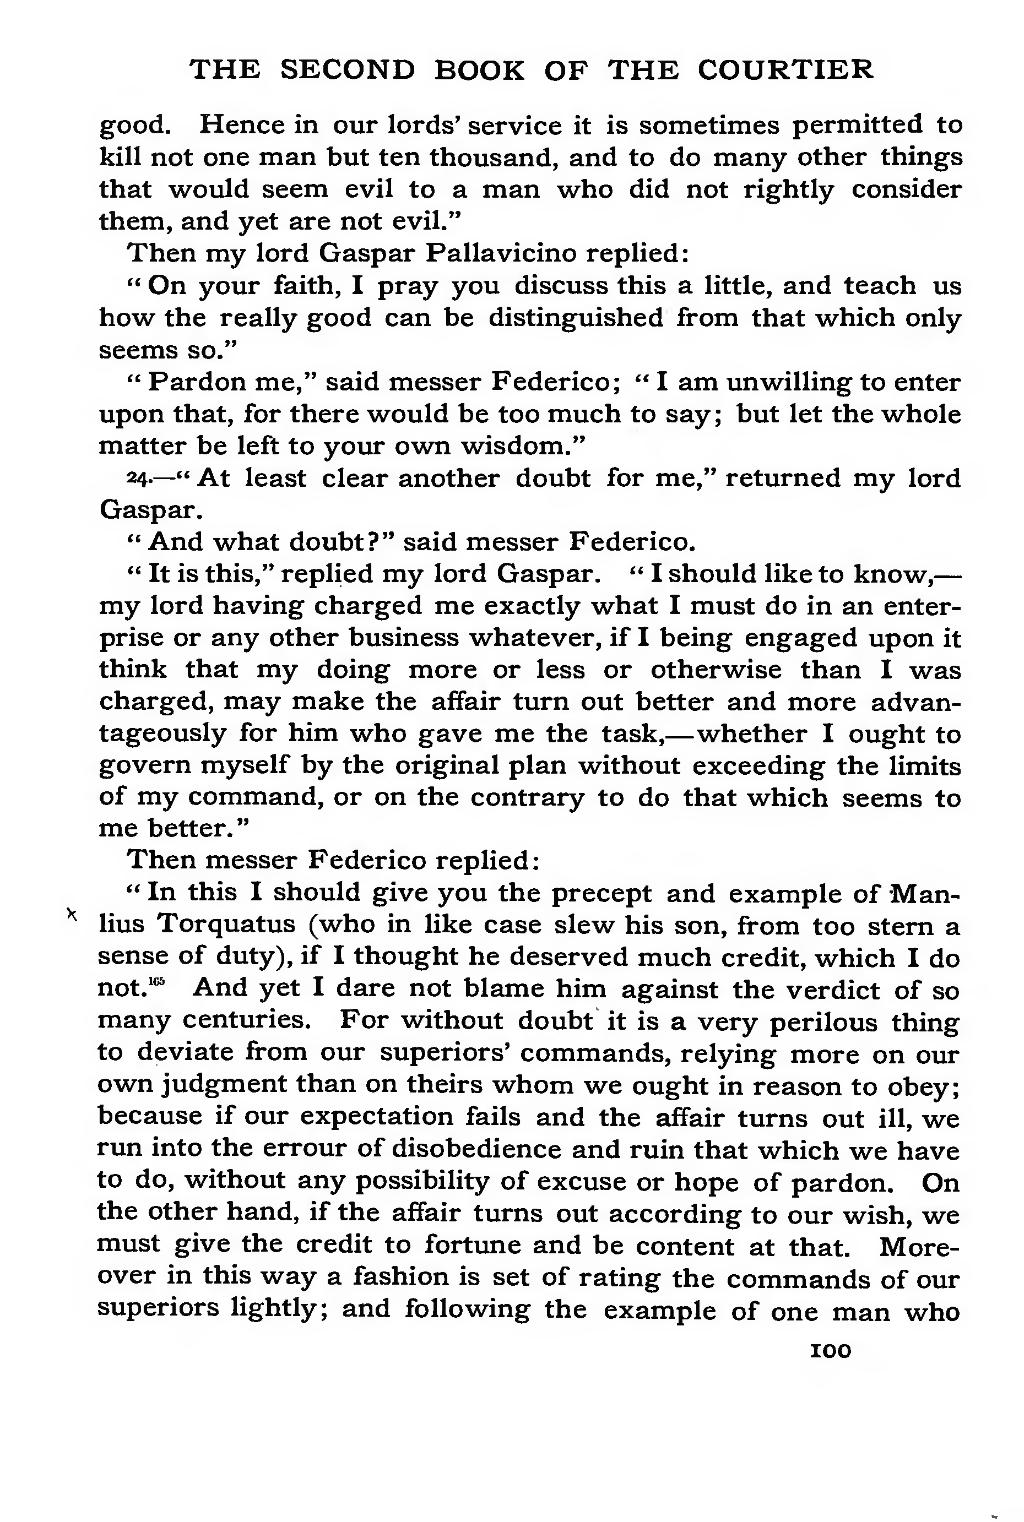 THE SECOND BOOK OF THE COURTIER
good. Hence in our lords’ service it is sometimes permitted to
kill not one man but ten thousand, and to do many other things
that would seem evil to a man who did not rightly consider
them, and yet are not evil.”
Then my lord Gaspar Pallavicino replied:
“ On your faith, I pray you discuss this a little, and teach us
how the really good can be distinguished from that which only
seems so.”
“ Pardon me,” said messer Federico; “ I am unwilling to enter
upon that, for there would be too much to say; but let the whole
matter be left to your own wisdom.”
24.—“ At least clear another doubt for me,” returned my lord
Gaspar.
“ And what doubt?” said messer Federico.
“ It is this,” replied my lord Gaspar. “ I should like to know,—
my lord having charged me exactly what I must do in an enter-
prise or any other business whatever, if I being engaged upon it
think that my doing more or less or otherwise than I was
charged, may make the affair turn out better and more advan-
tageously for him who gave me the task,—whether I ought to
govern myself by the original plan without exceeding the limits
of my command, or on the contrary to do that which seems to
me better.”
Then messer Federico replied:
“ In this I should give you the precept and example of Man-
x lius Torquatus (who in like case slew his son, from too stern a
sense of duty), if I thought he deserved much credit, which I do
not.¹⁶⁵ And yet I dare not blame him against the verdict of so
many centuries. For without doubt it is a very perilous thing
to deviate from our superiors’ commands, relying more on our
own judgment than on theirs whom we ought in reason to obey;
because if our expectation fails and the affair turns out ill, we
run into the errour of disobedience and ruin that which we have
to do, without any possibility of excuse or hope of pardon. On
the other hand, if the affair turns out according to our wish, we
must give the credit to fortune and be content at that. More-
over in this way a fashion is set of rating the commands of our
superiors lightly; and following the example of one man who
100